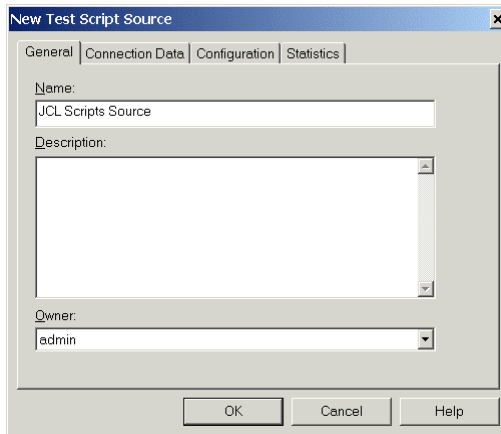 New Test Script Source
General Connection Data Configuration Statistics
Name:
JCL Scripts Source
Description:
Owner:
admin
OK Cancel Help